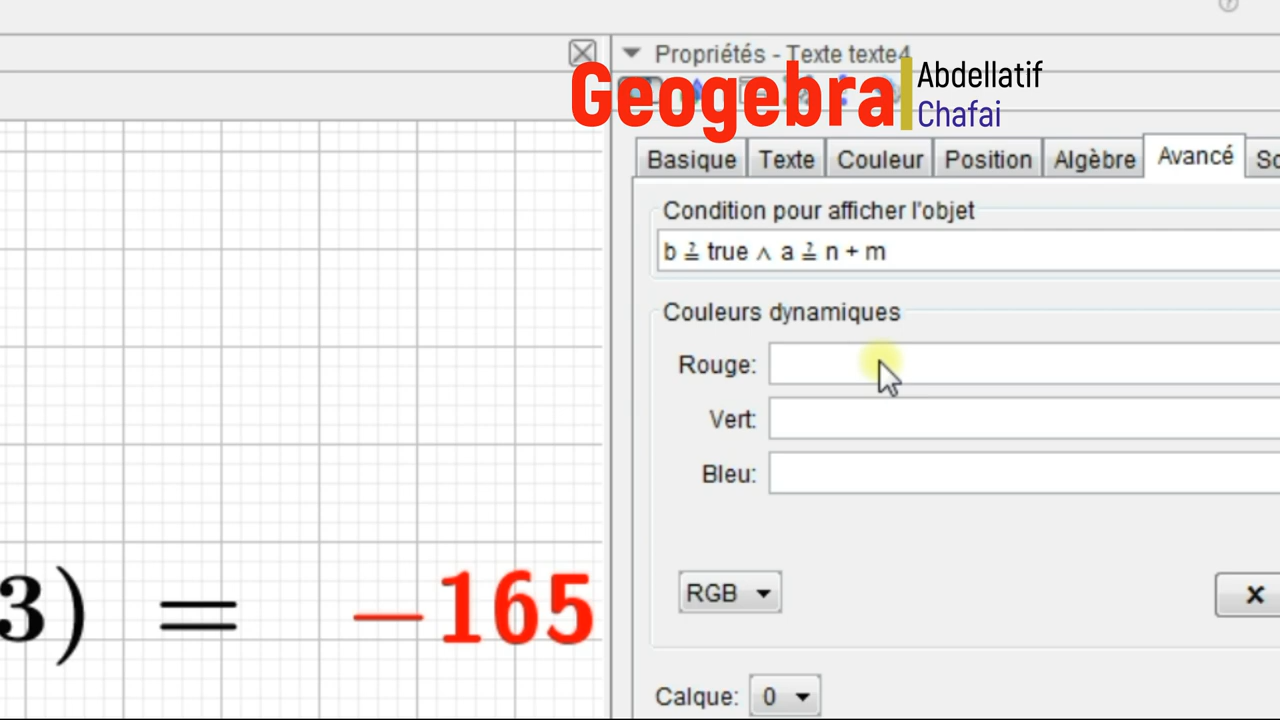 Propriétés - Texte texte4
Geogebra
Abdellatif
Chafai
Basique Texte Couleur Position Algèbre Avancé
Condition pour afficher l'objet
b ≟ true ∧ a ≟ n + m
Couleurs dynamiques
Rouge:
Vert:
Bleu:
3) = −165
RGB
Calque: 0